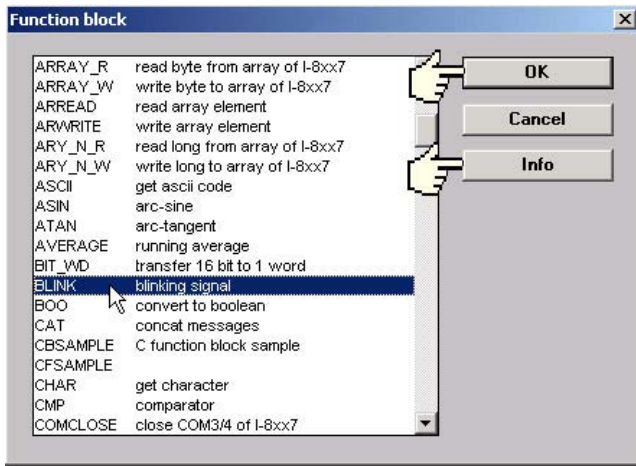 Function block
ARRAY_R read byte from array of I-8xx7
ARRAY_W write byte to array of I-8xx7
ARREAD read array element
ARWRITE write array element
ARY_N_R read long from array of I-8xx7
ARY_N_W write long to array of I-8xx7
ASCII get ascii code
ASIN arc-sine
ATAN arc-tangent
AVERAGE running average
BIT_WD transfer 16 bit to 1 word
BLINK blinking signal
BOO convert to boolean
CAT concat messages
CBSAMPLE C function block sample
CFSAMPLE
CHAR get character
CMP comparator
COMCLOSE close COM3/4 of I-8xx7
OK
Cancel
Info